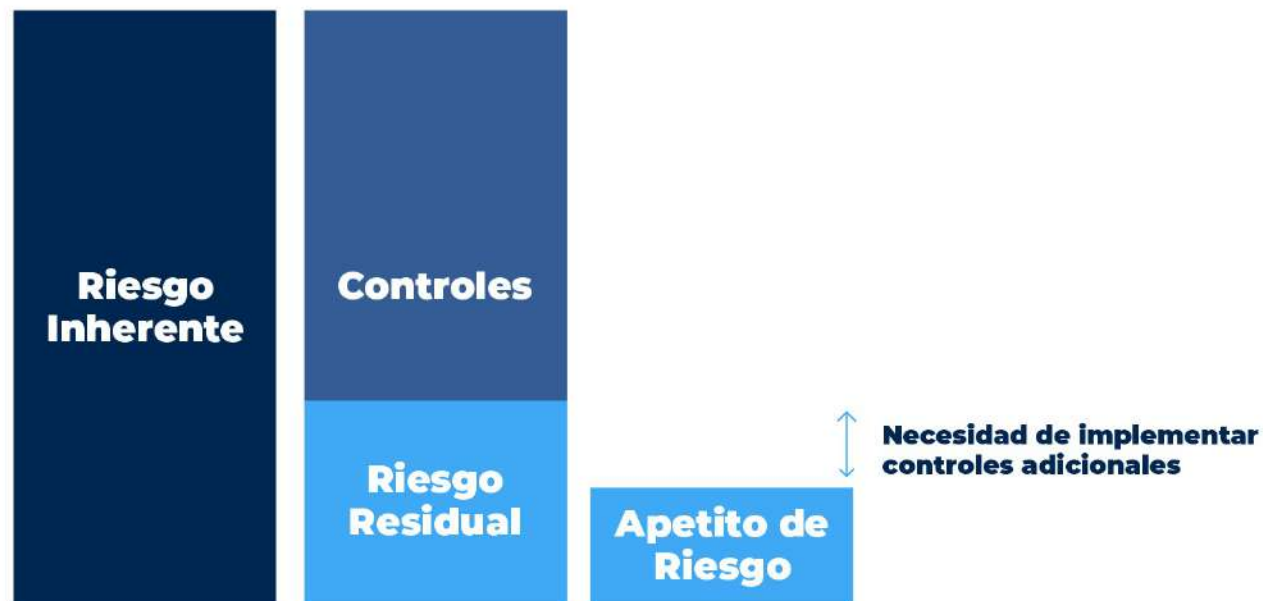 Riesgo
Inherente
Controles
Riesgo
Residual
Apetito de
Riesgo
Necesidad de implementar
controles adicionales